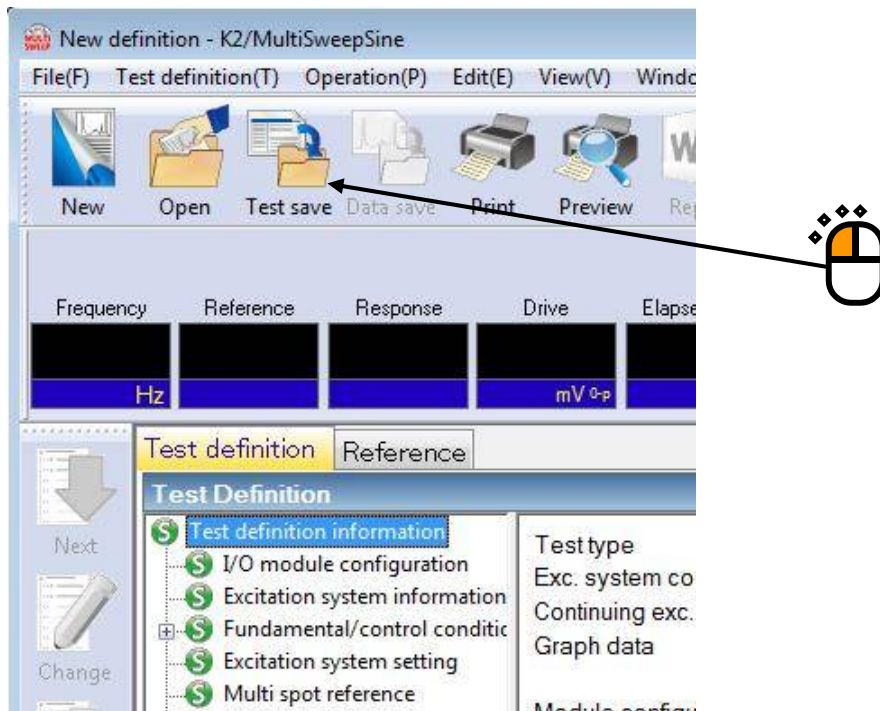 New definition - K2/MultiSweepSine
File(F) Test definition(T) Operation(P) Edit(E) View(V)
New Open Test save Data save Print Preview
Frequency Reference Response Drive
Hz mV 0-p
Test definition Reference
Test Definition
Test definition information
Next
I/O module configuration
Excitation system information
Fundamental/control
Excitation system setting
Change
Multi spot reference
Test type
Exc. system
Continuing exc.
Graph data